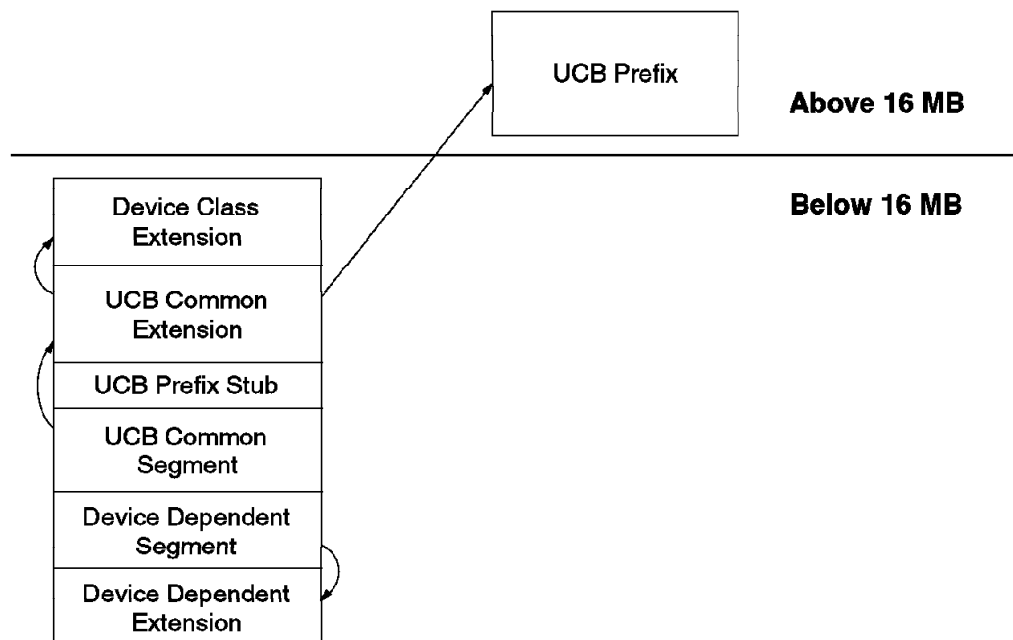 UCB Prefix
Above 16 MB
Below 16 MB
Device Class
Extension
UCB Common
Extension
UCB Prefix Stub
UCB Common
Segment
Device Dependent
Segment
Device Dependent
Extension